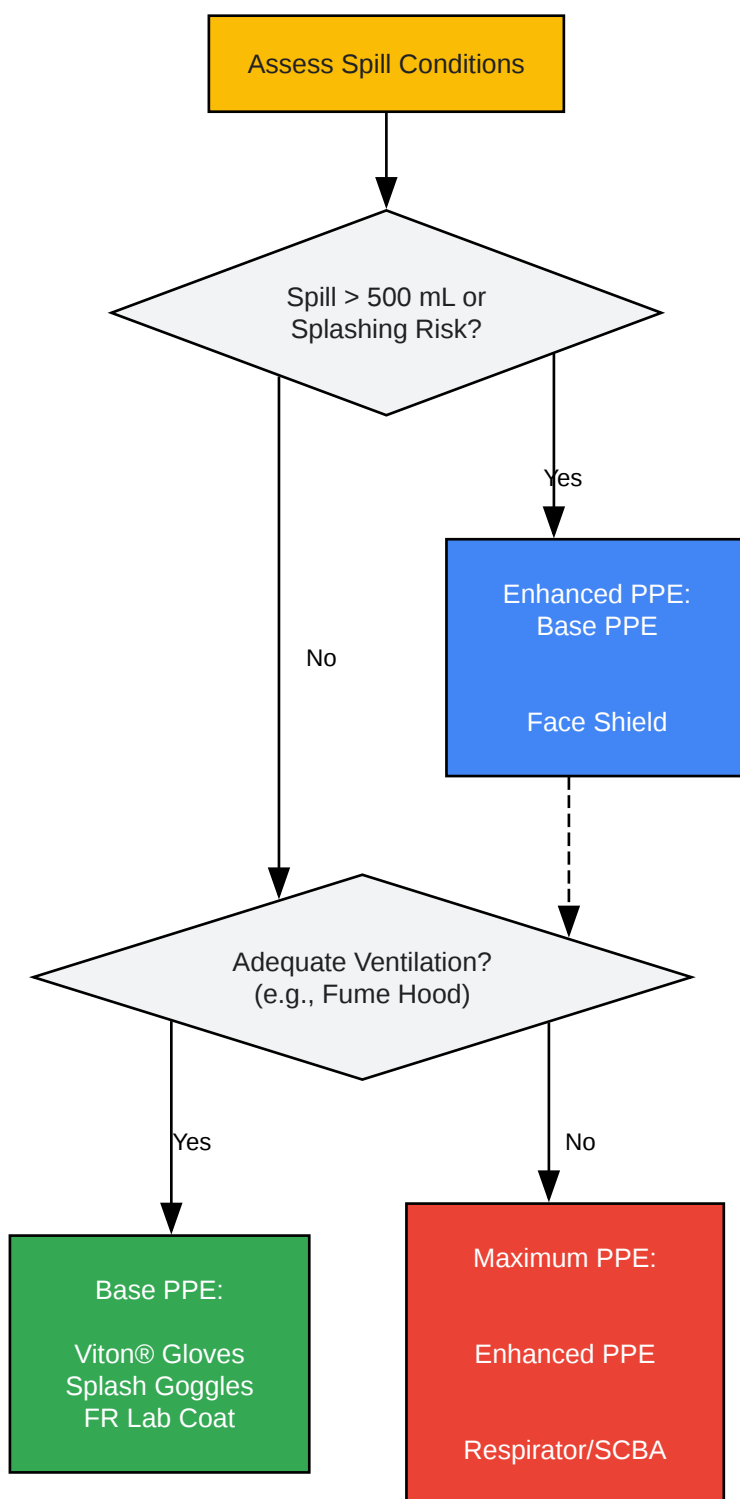 Assess Spill Conditions
Spill > 500 mL or
Splashing Risk?
Yes
Enhanced PPE:
Base PPE
Face Shield
No
Adequate Ventilation?
(e.g., Fume Hood)
Yes
No
Base PPE:
Viton® Gloves
Splash Goggles
FR Lab Coat
Maximum PPE:
Enhanced PPE
Respirator/SCBA